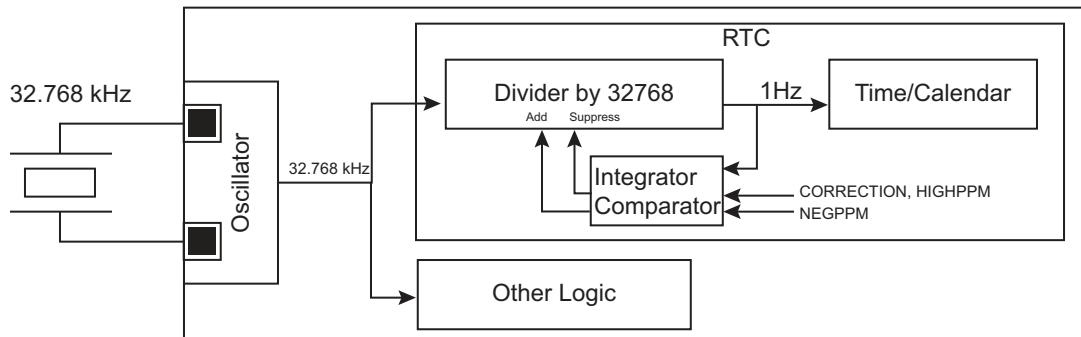 RTC
32.768 kHz
Oscillator
32.768 kHz
Divider by 32768
Add Suppress
1Hz
Time/Calendar
Integrator
Comparator
CORRECTION, HIGHPPM
NEGPPM
Other Logic